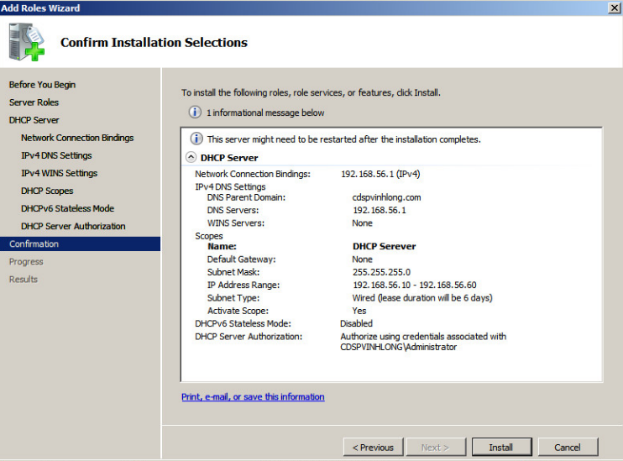 Add Roles Wizard
Confirm Installation Selections
Before You Begin
Server Roles
DHCP Server
Network Connection Bindings
IPv4 DNS Settings
IPv4 WINS Settings
DHCP Scopes
DHCPv6 Stateless Mode
DHCP Server Authorization
Confirmation
Progress
Results
To install the following roles, role services, or features, click Install.
1 informational message below
This server might need to be restarted after the installation completes.
DHCP Server
Network Connection Bindings: 192.168.56.1 (IPv4)
IPv4 DNS Settings
DNS Parent Domain: cdspvinhlong.com
DNS Servers: 192.168.56.1
WINS Servers: None
Scopes
Name: DHCP Serever
Default Gateway: None
Subnet Mask: 255.255.255.0
IP Address Range: 192.168.56.10 - 192.168.56.60
Subnet Type: Wired (lease duration will be 6 days)
Activate Scope: Yes
DHCPv6 Stateless Mode: Disabled
DHCP Server Authorization: Authorize using credentials associated with
CDSPVINHLONG\Administrator
Print, e-mail, or save this information
< Previous Next > Install Cancel